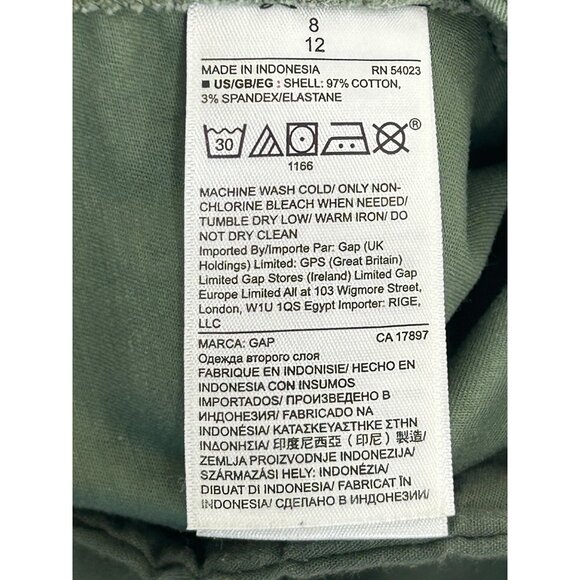 8
12
MADE IN INDONESIA RN 54023
■ US/GB/EG : SHELL: 97% COTTON,
3% SPANDEX/ELASTANE
30 ®
1166
MACHINE WASH COLD/ ONLY NON-
CHLORINE BLEACH WHEN NEEDED/
TUMBLE DRY LOW/ WARM IRON/ DO
NOT DRY CLEAN
Imported By/Importe Par: Gap (UK
Holdings) Limited: GPS (Great Britain)
Limited Gap Stores (Ireland) Limited Gap
Europe Limited All at 103 Wigmore Street,
London, W1U 1QS Egypt Importer: RIGE,
LLC
MARCA: GAP CA 17897
Одежда второго слоя
FABRIQUE EN INDONISIE/ HECHO EN
INDONESIA CON INSUMOS
IMPORTADOS/ ПРОИЗВЕДЕНО В
ИНДОНЕЗИЯ/ FABRICADO NA
INDONÉSIA/ ΚΑΤΑΣΚΕΥΑΣΤΗΚΕ ΣΤΗΝ
ΙΝΔΟΝΗΣΙΑ/ 印度尼西亞（印尼）製造/
ZEMLJA PROIZVODNJE INDONEZIJA/
SZÁRMAZÁSI HELY: INDONÉZIA/
DIBUAT DI INDONESIA/ FABRICAT ÎN
INDONESIA/ СДЕЛАНО В ИНДОНЕЗИИ/